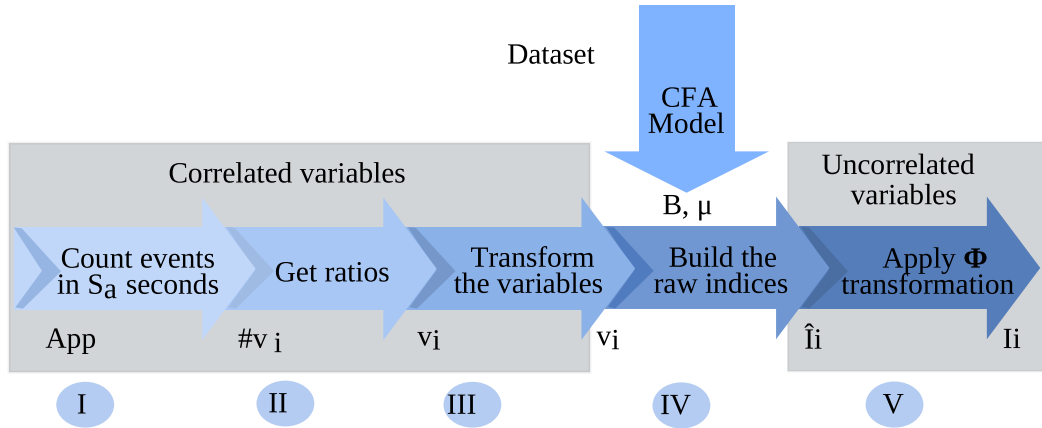 Dataset
CFA
Model
Correlated variables
Uncorrelated
variables
B, μ
Count events
in Sa seconds
Get ratios
Transform
the variables
Build the
raw indices
Apply Φ
transformation
App
#v i
vi
vi
Îi
Ii
I
II
III
IV
V